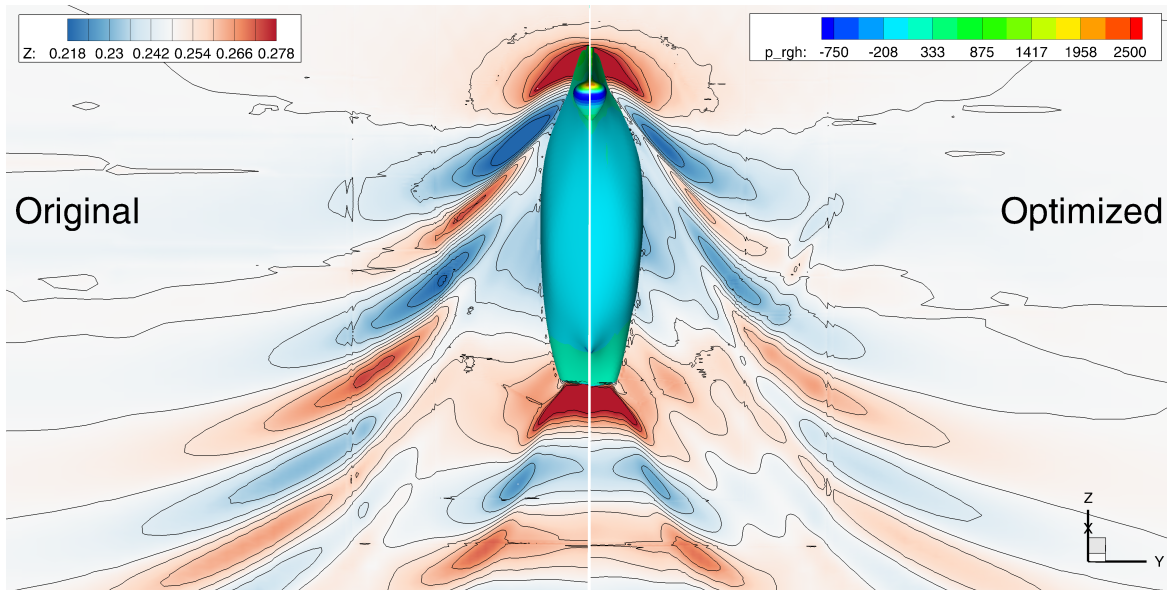 Z: 0.218 0.23 0.242 0.254 0.266 0.278
p_rgh: -750 -208 333 875 1417 1958 2500
Original
Optimized
Z
X
Y